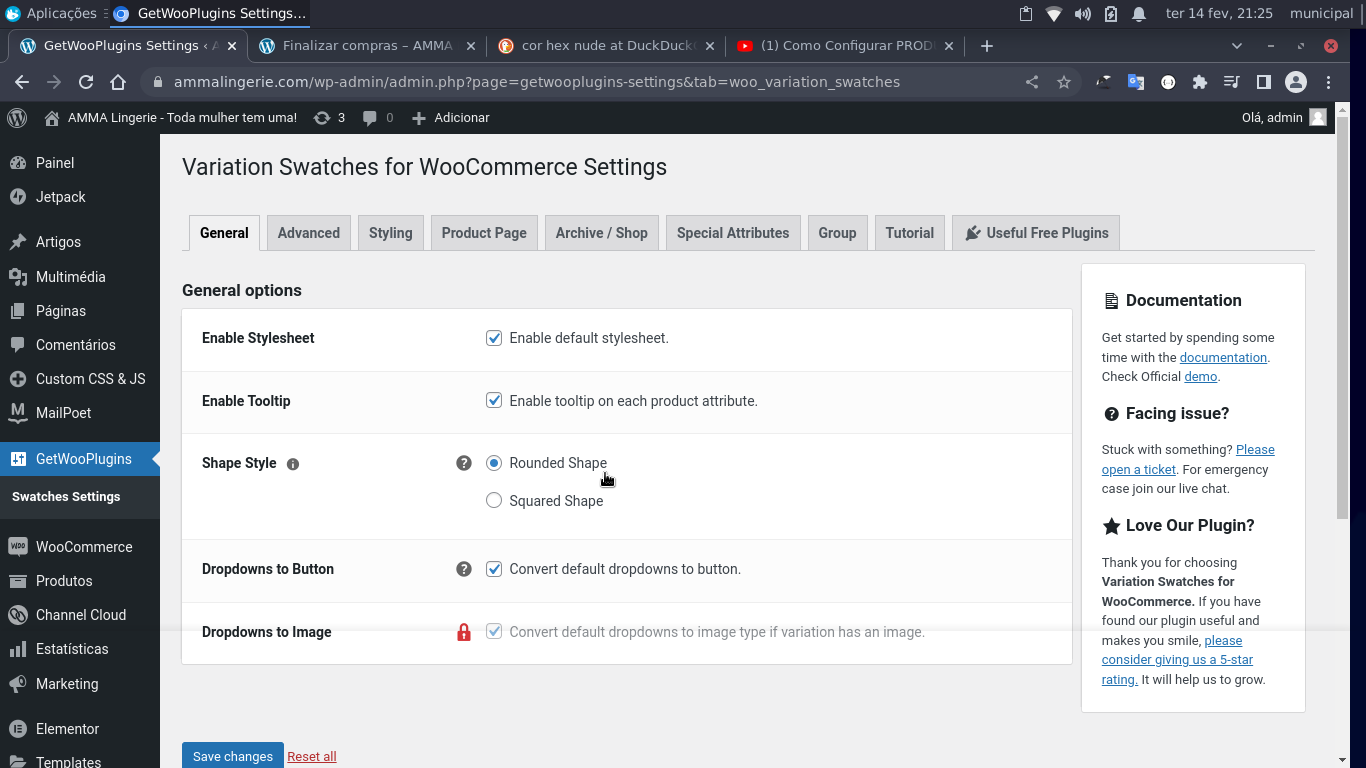 Aplicações
GetWooPlugins Settings...
ter 14 fev, 21:25
municipal
GetWooPlugins Settings ‹ A
Finalizar compras – AMMA
cor hex nude at DuckDuck
(1) Como Configurar PROD
ammalingerie.com/wp-admin/admin.php?page=getwooplugins-settings&tab=woo_variation_swatches
AMMA Lingerie - Toda mulher tem uma!
3
0
Adicionar
Olá, admin
Painel
Jetpack
Artigos
Multimédia
Páginas
Comentários
Custom CSS & JS
MailPoet
GetWooPlugins
Swatches Settings
WooCommerce
Produtos
Channel Cloud
Estatísticas
Marketing
Elementor
Templates
Variation Swatches for WooCommerce Settings
General
Advanced
Styling
Product Page
Archive / Shop
Special Attributes
Group
Tutorial
Useful Free Plugins
General options
Enable Stylesheet
Enable default stylesheet.
Enable Tooltip
Enable tooltip on each product attribute.
Shape Style
Rounded Shape
Squared Shape
Dropdowns to Button
Convert default dropdowns to button.
Dropdowns to Image
Convert default dropdowns to image type if variation has an image.
Save changes
Reset all
Documentation
Get started by spending some
time with the documentation.
Check Official demo.
Facing issue?
Stuck with something? Please
open a ticket. For emergency
case join our live chat.
Love Our Plugin?
Thank you for choosing
Variation Swatches for
WooCommerce. If you have
found our plugin useful and
makes you smile, please
consider giving us a 5-star
rating. It will help us to grow.